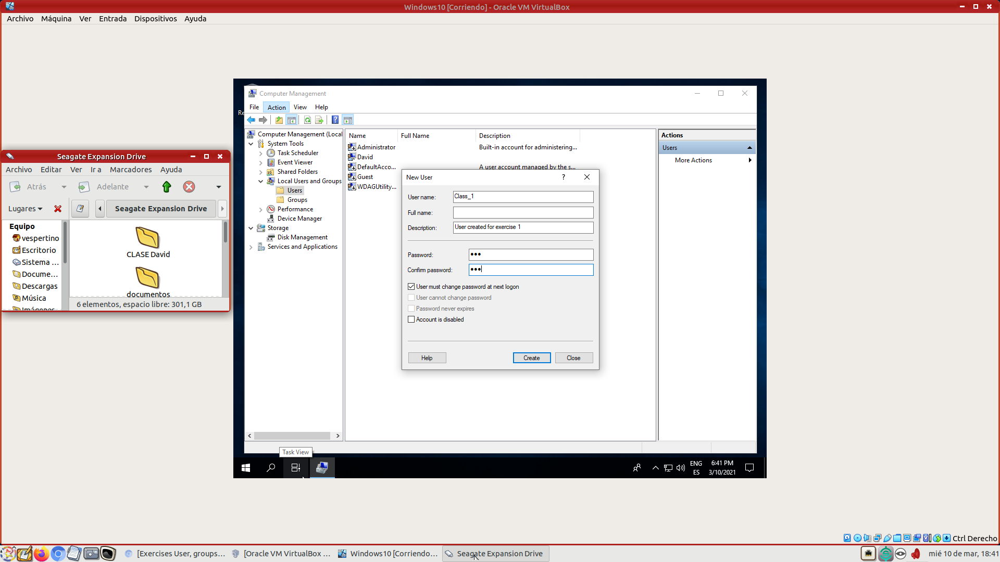 Windows10 [Corriendo] - Oracle VM VirtualBox
Archivo Máquina Ver Entrada Dispositivos Ayuda
Computer Management
File Action View Help
Re
Computer Management (Local
System Tools
Task Scheduler
Event Viewer
Shared Folders
Local Users and Groups
Users
Groups
Performance
Device Manager
Storage
Disk Management
Services and Applications
Name Full Name Description
Administrator Built-in account for administering...
David
DefaultAcco... A user account managed by the s...
Guest
WDAGUtility...
Actions
Users
More Actions
New User
?
User name: Class_1
Full name:
Description: User created for exercise 1
Password: •••
Confirm password: •••
User must change password at next logon
User cannot change password
Password never expires
Account is disabled
Help Create Close
Seagate Expansion Drive
Archivo Editar Ver Ir a Marcadores Ayuda
Atrás Adelante
Lugares Seagate Expansion Drive
Equipo
vespertino
Escritorio
Sistema ...
Docume...
Descargas
Música
Imágenes
CLASE David
documentos
6 elementos, espacio libre: 301,1 GB
Task View
ENG
ES
6:41 PM
3/10/2021
Ctrl Derecho
[Exercises User, groups... [Oracle VM VirtualBox ... Windows10 [Corriendo... Seagate Expansion Drive mié 10 de mar, 18:41